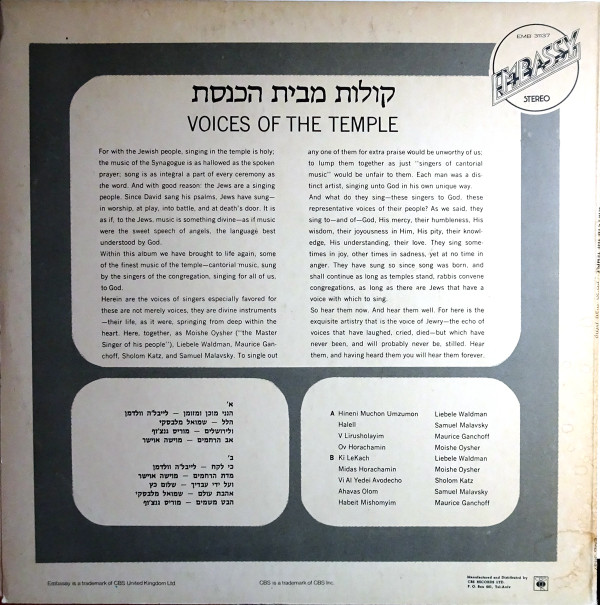 EMB 31137
EMBASSY
STEREO
קולות מבית הכנסת
VOICES OF THE TEMPLE
For with the Jewish people, singing in the temple is holy;
the music of the Synagogue is as hallowed as the spoken
prayer; song is as integral a part of every ceremony as
the word. And with good reason: the Jews are a singing
people. Since David sang his psalms, Jews have sung—
in worship, at play, into battle, and at death's door. It is
as if, to the Jews, music is something divine—as if music
were the sweet speech of angels, the language best
understood by God.
Within this album we have brought to life again, some
of the finest music of the temple—cantorial music, sung
by the singers of the congregation, singing for all of us,
to God.
Herein are the voices of singers especially favored for
these are not merely voices, they are divine instruments
—their life, as it were, springing from deep within the
heart. Here, together, as Moishe Oysher ("the Master
Singer of his people"), Liebele Waldman, Maurice Gan-
choff, Sholom Katz, and Samuel Malavsky. To single out
any one of them for extra praise would be unworthy of us;
to lump them together as just "singers of cantorial
music" would be unfair to them. Each man was a dis-
tinct artist, singing unto God in his own unique way.
And what do they sing—these singers to God, these
representative voices of their people? As we said, they
sing to—and of—God, His mercy, their humbleness, His
wisdom, their joyousness in Him, His pity, their knowl-
edge, His understanding, their love. They sing some-
times in joy, other times in sadness, yet at no time in
anger. They have sung so since song was born, and
shall continue as long as temples stand, rabbis convene
congregations, as long as there are Jews that have a
voice with which to sing.
So hear them now. And hear them well. For here is the
exquisite artistry that is the voice of Jewry—the echo of
voices that have laughed, cried, died—but which have
never been, and will probably never be, stilled. Hear
them, and having heard them you will hear them forever.
א'
הנני מוכן ומזומן — לייבל'ה וולדמן
הלל — שמואל מלבסקי
ולירושלים — מוריס גנצ'וף
אב הרחמים — מוישה אוישר
ב'
כי לקח — לייבל'ה וולדמן
מדת הרחמים — מוישה אוישר
ועל ידי עבדיך — שלום כץ
אהבת עולם — שמואל מלבסקי
הבט משמים — מוריס גנצ'וף
A Hineni Muchon Umzumon Liebele Waldman
Halell Samuel Malavsky
V Lirusholayim Maurice Ganchoff
Ov Horachamin Moishe Oysher
B Ki LeKach Liebele Waldman
Midas Horachamin Moishe Oysher
Vi Al Yedei Avodecho Sholom Katz
Ahavas Olom Samuel Malavsky
Habeit Mishomyim Maurice Ganchoff
Embassy is a trademark of CBS United Kingdom Ltd.
CBS is a trademark of CBS Inc.
Manufactured and Distributed by
CBS RECORDS LTD.